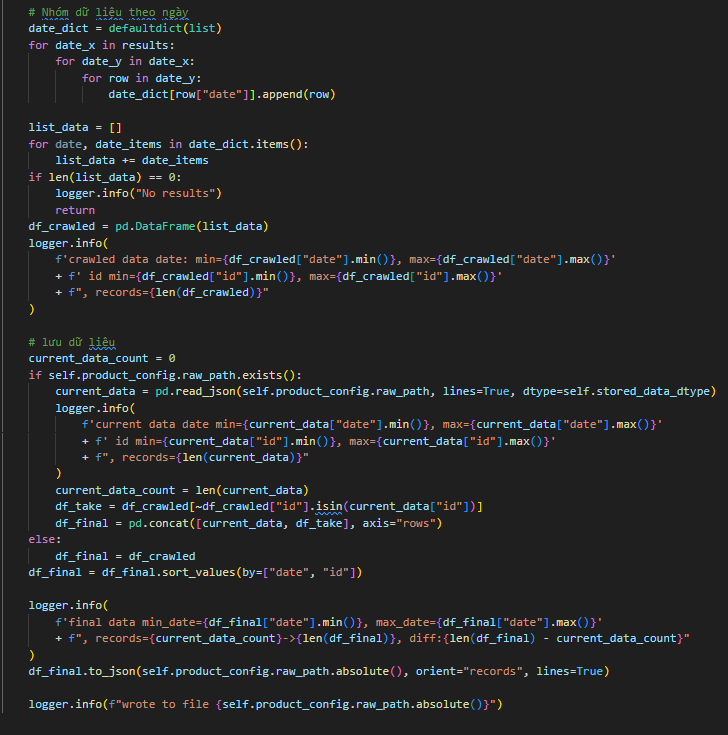 # Nhóm dữ liệu theo ngày
date_dict = defaultdict(list)
for date_x in results:
    for date_y in date_x:
        for row in date_y:
            date_dict[row["date"]].append(row)

list_data = []
for date, date_items in date_dict.items():
    list_data += date_items
if len(list_data) == 0:
    logger.info("No results")
    return
df_crawled = pd.DataFrame(list_data)
logger.info(
    f'crawled data date: min={df_crawled["date"].min()}, max={df_crawled["date"].max()}'
    + f' id min={df_crawled["id"].min()}, max={df_crawled["id"].max()}'
    + f", records={len(df_crawled)}"
)

# lưu dữ liệu
current_data_count = 0
if self.product_config.raw_path.exists():
    current_data = pd.read_json(self.product_config.raw_path, lines=True, dtype=self.stored_data_dtype)
    logger.info(
        f'current data date min={current_data["date"].min()}, max={current_data["date"].max()}'
        + f' id min={current_data["id"].min()}, max={current_data["id"].max()}'
        + f", records={len(current_data)}"
    )
    current_data_count = len(current_data)
    df_take = df_crawled[~df_crawled["id"].isin(current_data["id"])]
    df_final = pd.concat([current_data, df_take], axis="rows")
else:
    df_final = df_crawled
df_final = df_final.sort_values(by=["date", "id"])

logger.info(
    f'final data min_date={df_final["date"].min()}, max_date={df_final["date"].max()}'
    + f", records={current_data_count}->{len(df_final)}, diff:{len(df_final) - current_data_count}"
)
df_final.to_json(self.product_config.raw_path.absolute(), orient="records", lines=True)

logger.info(f"wrote to file {self.product_config.raw_path.absolute()}")